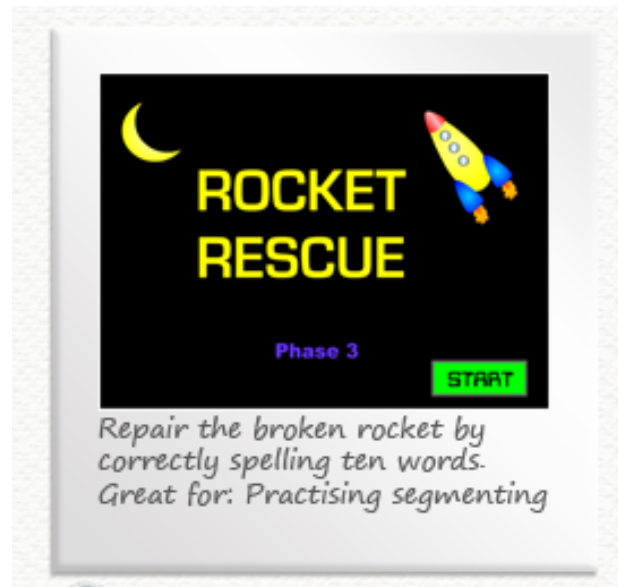 ROCKET
RESCUE
Phase 3
START
Repair the broken rocket by
correctly spelling ten words.
Great for: Practising segmenting